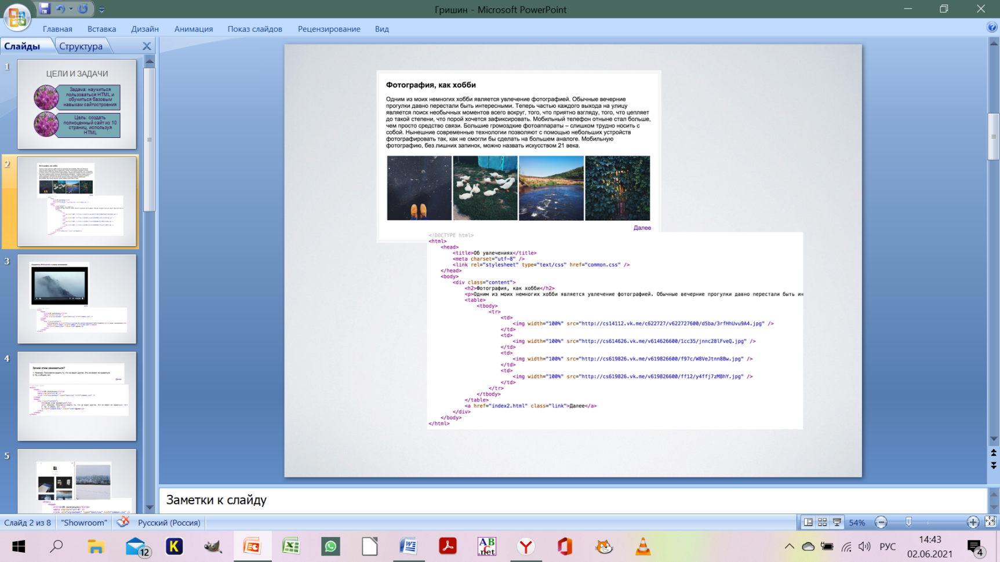 Гришин - Microsoft PowerPoint
Главная Вставка Дизайн Анимация Показ слайдов Рецензирование Вид
Слайды Структура
1
ЦЕЛИ И ЗАДАЧИ
Задача: научиться
пользоваться HTML и
обучиться базовым
навыкам сайтостроения
Цель: создать
полноценный сайт из 10
страниц, используя
HTML
2
3
4
Зачем этим заниматься?
5
Фотография, как хобби
Одним из моих немногих хобби является увлечение фотографией. Обычные вечерние
прогулки давно перестали быть интересными. Теперь частью каждого выхода на улицу
является поиск необычных моментов всего вокруг, того, что приятно взгляду, того, что цепляет
до такой степени, что порой хочется зафиксировать. Мобильный телефон отныне стал больше,
чем просто средство связи. Большие громоздкие фотоаппараты – слишком трудно носить с
собой. Нынешние современные технологии позволяют с помощью небольших устройств
фотографировать так, как не смогли бы сделать на большем аналоге. Мобильную
фотографию, без лишних запинок, можно назвать искусством 21 века.
Далее
<!DOCTYPE html>
<html>
<head>
<title>Об увлечениях</title>
<meta charset="utf-8" />
<link rel="stylesheet" type="text/css" href="common.css" />
</head>
<body>
<div class="content">
<h2>Фотография, как хобби</h2>
<p>Одним из моих немногих хобби является увлечение фотографией. Обычные вечерние прогулки давно перестали быть ин
<table>
<tbody>
<tr>
<td>
<img width="100%" src="http://cs14112.vk.me/c622727/v622727600/d5ba/3rfHhUvu9A4.jpg" />
</td>
<td>
<img width="100%" src="http://cs614626.vk.me/v614626600/1cc35/jnnc28lFveQ.jpg" />
</td>
<td>
<img width="100%" src="http://cs619826.vk.me/v619826600/f97c/W8VeJtnn8Bw.jpg" />
</td>
<td>
<img width="100%" src="http://cs619826.vk.me/v619826600/ff12/y4ffj7zMBhY.jpg" />
</td>
</tr>
</tbody>
</table>
<a href="index2.html" class="link">Далее</a>
</div>
</body>
</html>
Заметки к слайду
Слайд 2 из 8 "Showroom" Русский (Россия) 54%
12 K ABC .net Y РУС 14:43
02.06.2021 4